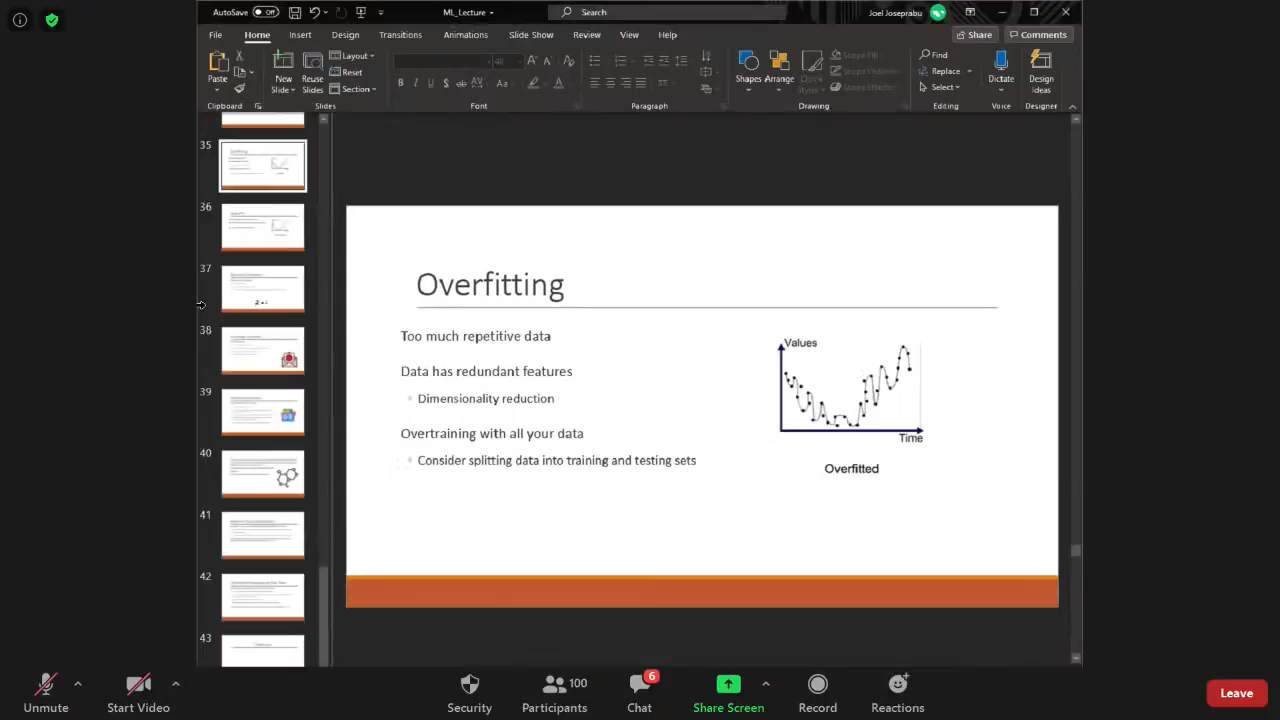 AutoSave Off
ML_Lecture
Search
Joel Joseprabu
File Home Insert Design Transitions Animations Slide Show Review View Help
Share Comments
Paste
New Slide
Reuse Slides
Layout
Reset
Section
Shapes
Arrange
Find
Replace
Select
Dictate
Design Ideas
Clipboard Slides Font Paragraph Drawing Editing Voice Designer
35
36
37
38
39
40
41
42
43
Overfitting
Too much repetitive data
Data has redundant features
Dimensionality reduction
Overtraining with all your data
Consider splitting data into training and testing sets
Values
Time
Overfitted
Unmute
Start Video
Security
Participants 100
Chat 6
Share Screen
Record
Reactions
Leave